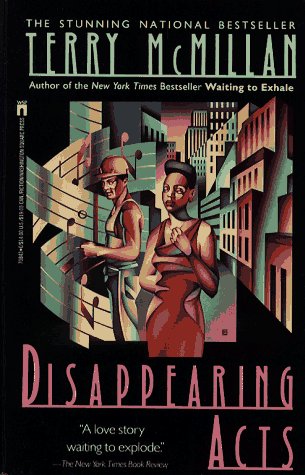 THE STUNNING NATIONAL BESTSELLER
TERRY McMILLAN
Author of the New York Times Bestseller Waiting to Exhale
DISAPPEARING
ACTS
"A love story
waiting to explode."
—The New York Times Book Review